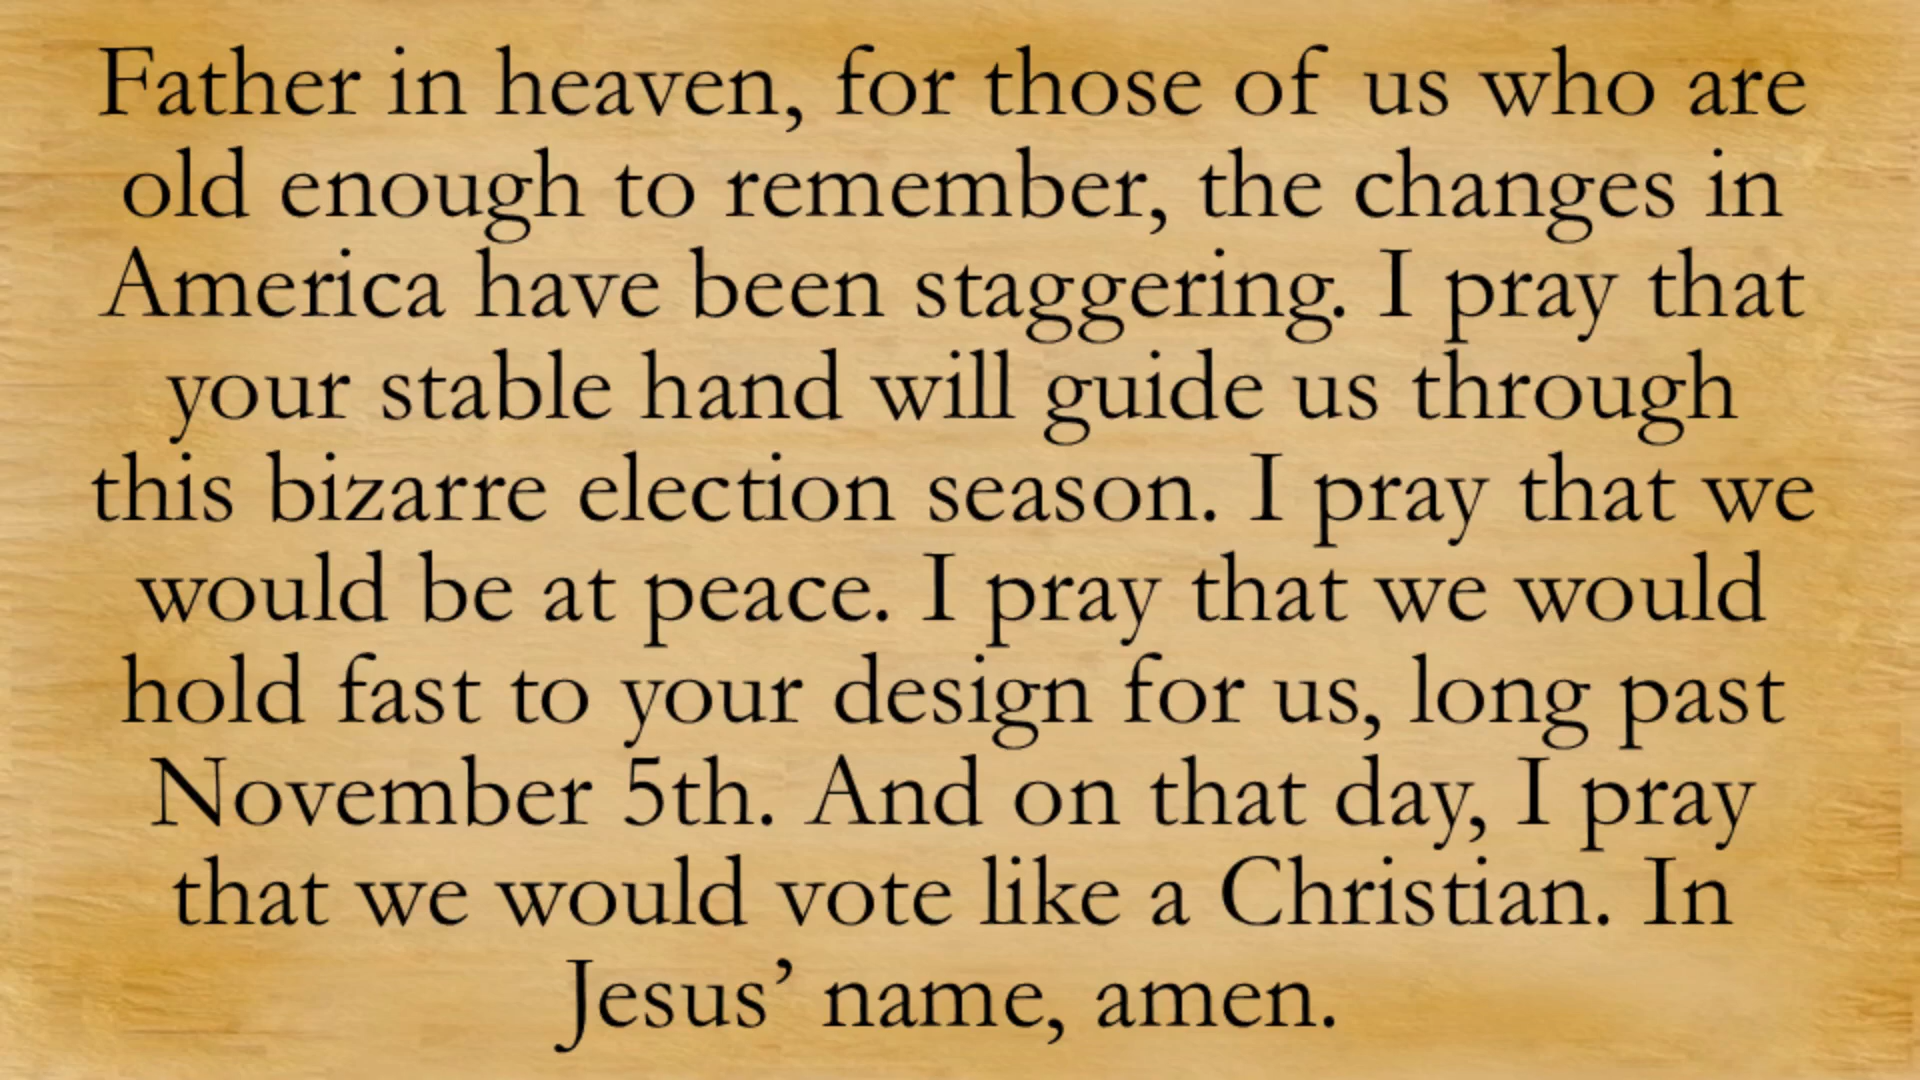 Father in heaven, for those of us who are
old enough to remember, the changes in
America have been staggering. I pray that
your stable hand will guide us through
this bizarre election season. I pray that we
would be at peace. I pray that we would
hold fast to your design for us, long past
November 5th. And on that day, I pray
that we would vote like a Christian. In
Jesus’ name, amen.